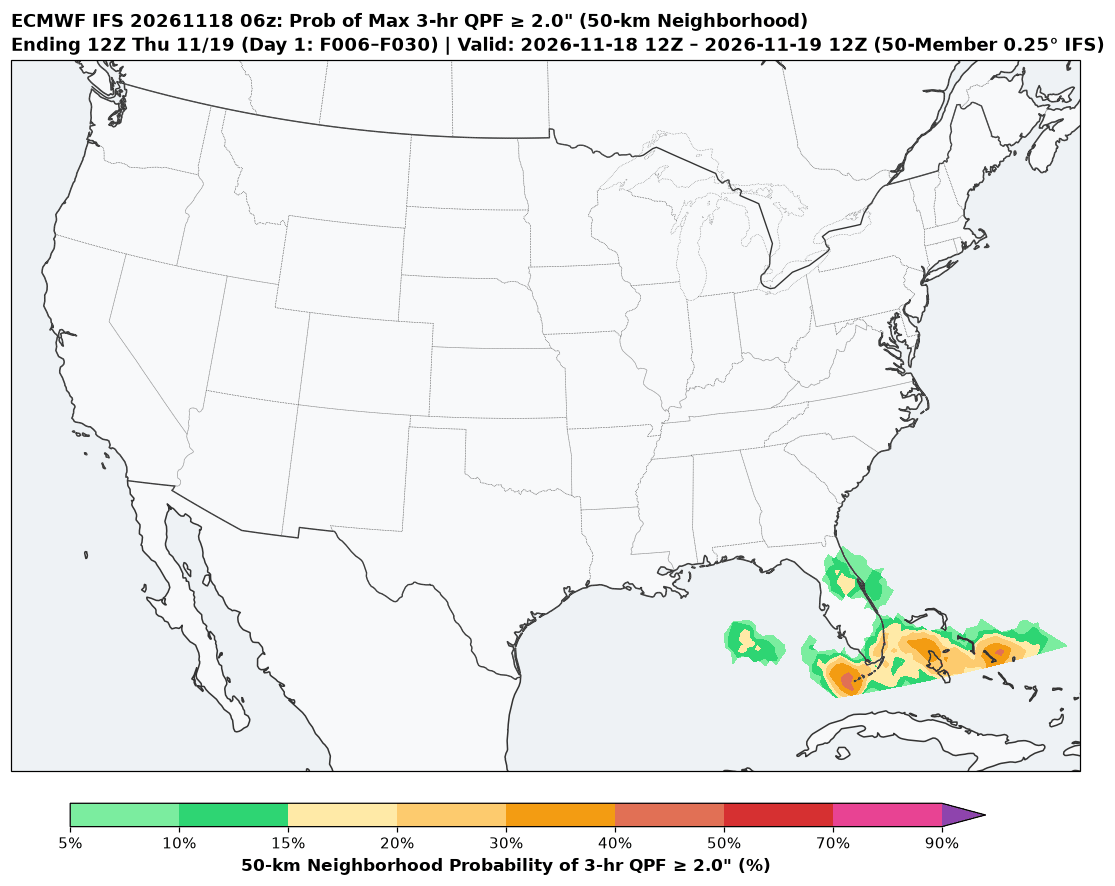 ECMWF IFS 20261118 06z: Prob of Max 3-hr QPF ≥ 2.0" (50-km Neighborhood)
Ending 12Z Thu 11/19 (Day 1: F006–F030) | Valid: 2026-11-18 12Z – 2026-11-19 12Z (50-Member 0.25° IFS)
5% 10% 15% 20% 30% 40% 50% 70% 90%
50-km Neighborhood Probability of 3-hr QPF ≥ 2.0" (%)